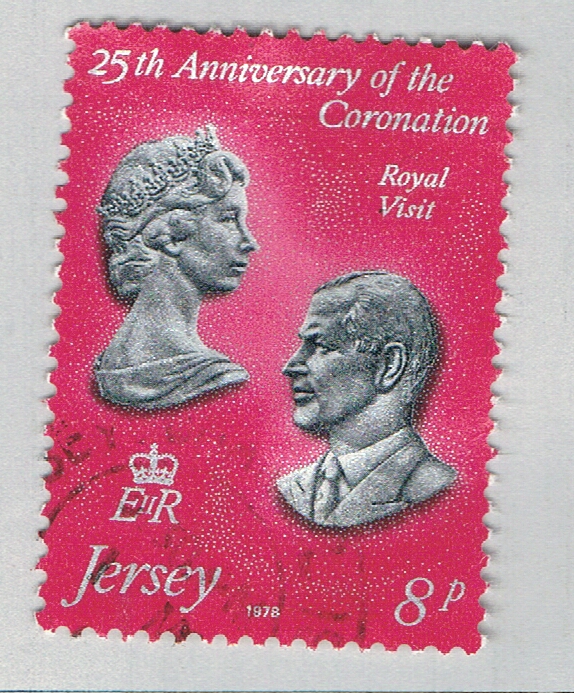 25th Anniversary of the
Coronation
Royal
Visit
EIIR
Jersey
1978
8p